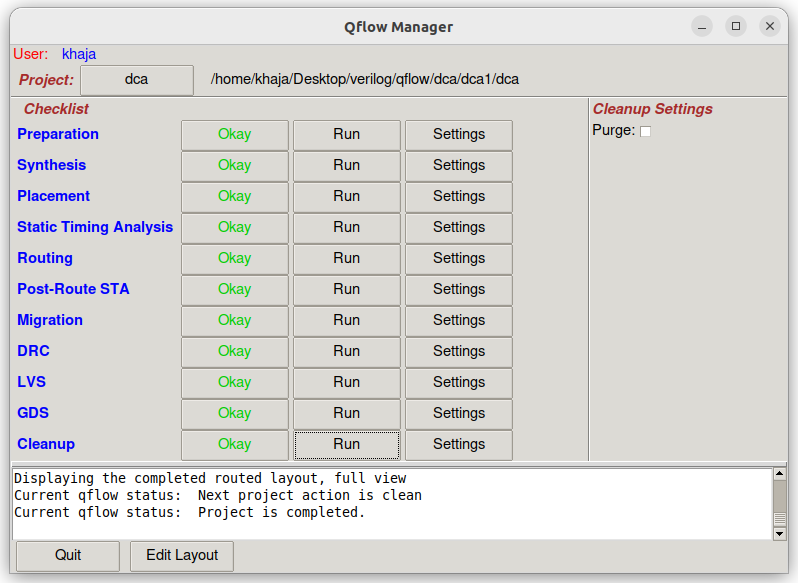 Qflow Manager
User: khaja
Project: dca /home/khaja/Desktop/verilog/qflow/dca/dca1/dca
Checklist
Cleanup Settings
Preparation Okay Run Settings
Purge:
Synthesis Okay Run Settings
Placement Okay Run Settings
Static Timing Analysis Okay Run Settings
Routing Okay Run Settings
Post-Route STA Okay Run Settings
Migration Okay Run Settings
DRC Okay Run Settings
LVS Okay Run Settings
GDS Okay Run Settings
Cleanup Okay Run Settings
Displaying the completed routed layout, full view
Current qflow status:  Next project action is clean
Current qflow status:  Project is completed.
Quit Edit Layout